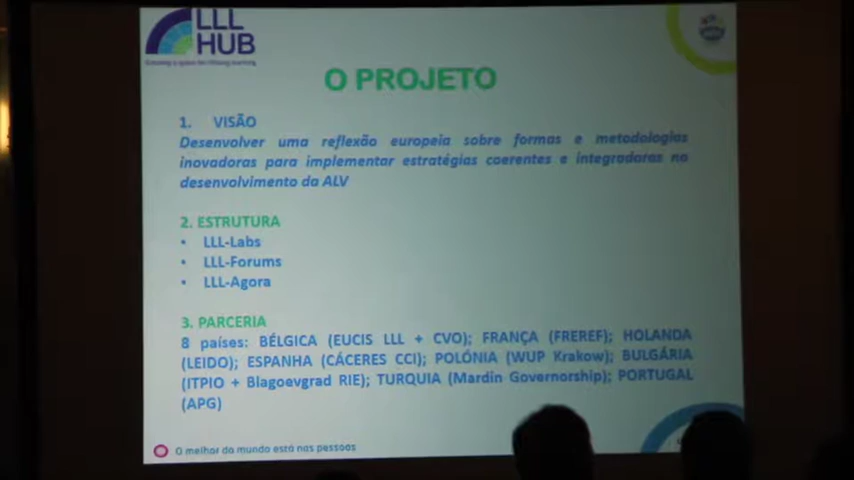 LLL
HUB
O PROJETO
1. VISÃO
Desenvolver uma reflexão europeia sobre formas e metodologias
inovadoras para implementar estratégias coerentes e integradoras no
desenvolvimento da ALV
2. ESTRUTURA
• LLL-Labs
• LLL-Forums
• LLL-Agora
3. PARCERIA
8 países: BÉLGICA (EUCIS LLL + CVO); FRANÇA (FREREF); HOLANDA
(LEIDO); ESPANHA (CÁCERES CCI); POLÓNIA (WUP Krakow); BULGÁRIA
(ITPIO + Blagoevgrad RIE); TURQUIA (Mardin Governorship); PORTUGAL
(APG)
O melhor do mundo está nas pessoas